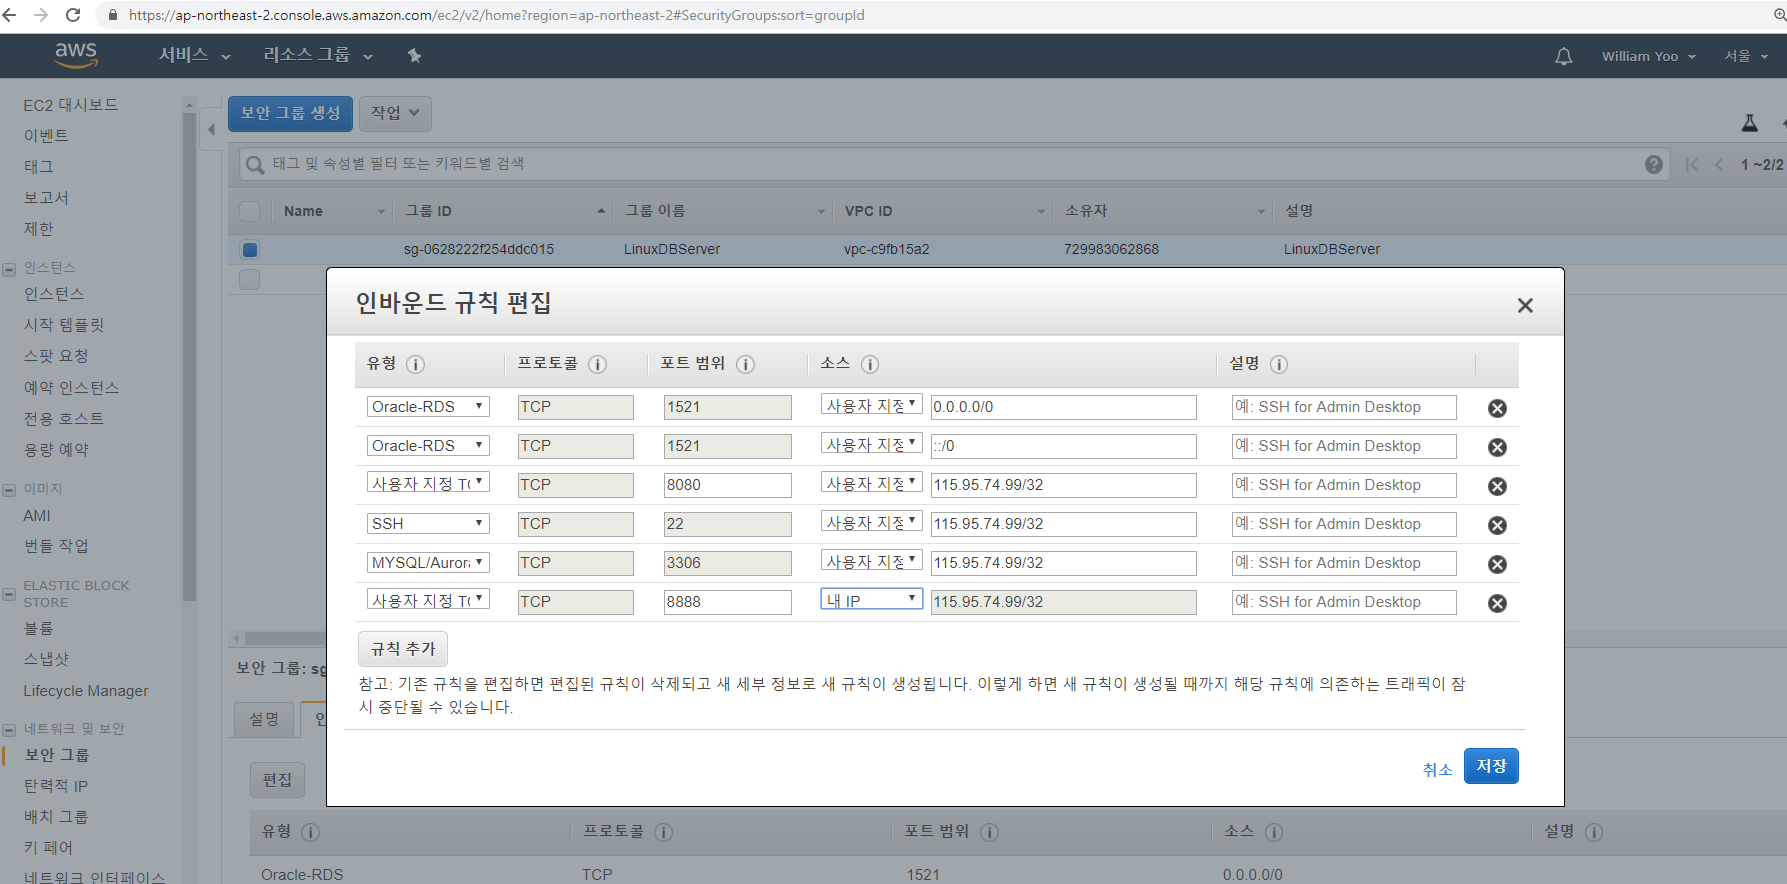 https://ap-northeast-2.console.aws.amazon.com/ec2/v2/home?region=ap-northeast-2#SecurityGroups:sort=groupId
aws 서비스 리소스 그룹 William Yoo 서울
EC2 대시보드
이벤트
태그
보고서
제한
인스턴스
인스턴스
시작 템플릿
스팟 요청
예약 인스턴스
전용 호스트
용량 예약
이미지
AMI
번들 작업
ELASTIC BLOCK
STORE
볼륨
스냅샷
Lifecycle Manager
네트워크 및 보안
보안 그룹
탄력적 IP
배치 그룹
키 페어
네트워크 인터페이스
보안 그룹 생성 작업
태그 및 속성별 필터 또는 키워드별 검색 1 ~2/2
Name 그룹 ID 그룹 이름 VPC ID 소유자 설명
sg-0628222f254ddc015 LinuxDBServer vpc-c9fb15a2 729983062868 LinuxDBServer
인바운드 규칙 편집
유형 프로토콜 포트 범위 소스 설명
Oracle-RDS TCP 1521 사용자 지정 0.0.0.0/0 예: SSH for Admin Desktop
Oracle-RDS TCP 1521 사용자 지정 ::/0 예: SSH for Admin Desktop
사용자 지정 TC TCP 8080 사용자 지정 115.95.74.99/32 예: SSH for Admin Desktop
SSH TCP 22 사용자 지정 115.95.74.99/32 예: SSH for Admin Desktop
MYSQL/Aurora TCP 3306 사용자 지정 115.95.74.99/32 예: SSH for Admin Desktop
사용자 지정 TC TCP 8888 내 IP 115.95.74.99/32 예: SSH for Admin Desktop
규칙 추가
참고: 기존 규칙을 편집하면 편집된 규칙이 삭제되고 새 세부 정보로 새 규칙이 생성됩니다. 이렇게 하면 새 규칙이 생성될 때까지 해당 규칙에 의존하는 트래픽이 잠
시 중단될 수 있습니다.
취소 저장
보안 그룹: sg
설명 인
편집
유형 프로토콜 포트 범위 소스 설명
Oracle-RDS TCP 1521 0.0.0.0/0